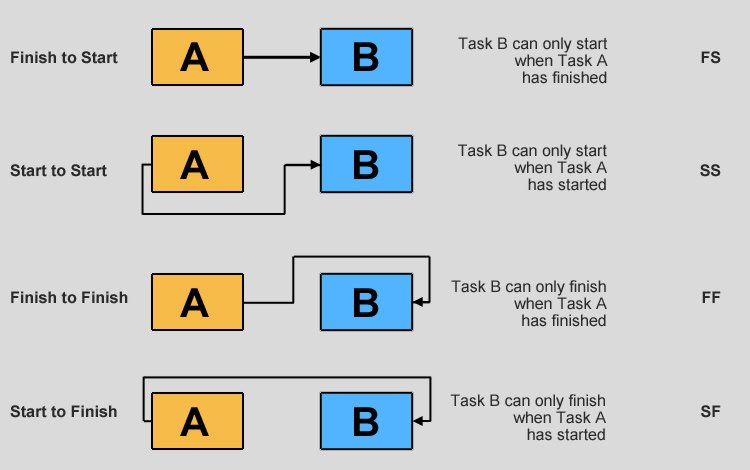 Finish to Start
A
B
Task B can only start
when Task A
has finished
FS
Start to Start
A
B
Task B can only start
when Task A
has started
SS
Finish to Finish
A
B
Task B can only finish
when Task A
has finished
FF
Start to Finish
A
B
Task B can only finish
when Task A
has started
SF